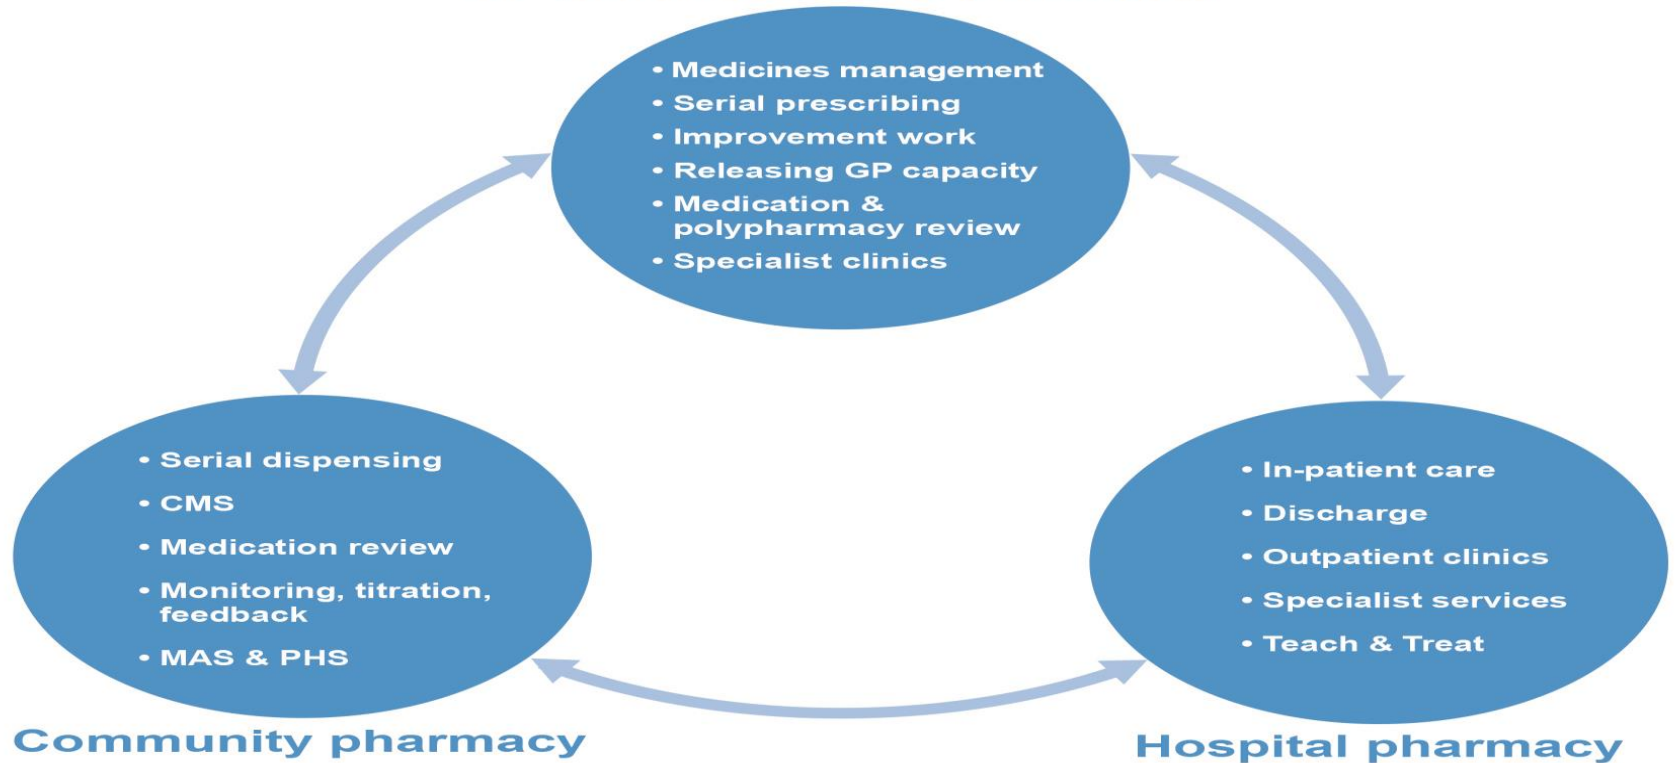 • Medicines management
• Serial prescribing
• Improvement work
• Releasing GP capacity
• Medication &
polypharmacy review
• Specialist clinics
• Serial dispensing
• CMS
• Medication review
• Monitoring, titration,
feedback
• MAS & PHS
Community pharmacy
• In-patient care
• Discharge
• Outpatient clinics
• Specialist services
• Teach & Treat
Hospital pharmacy